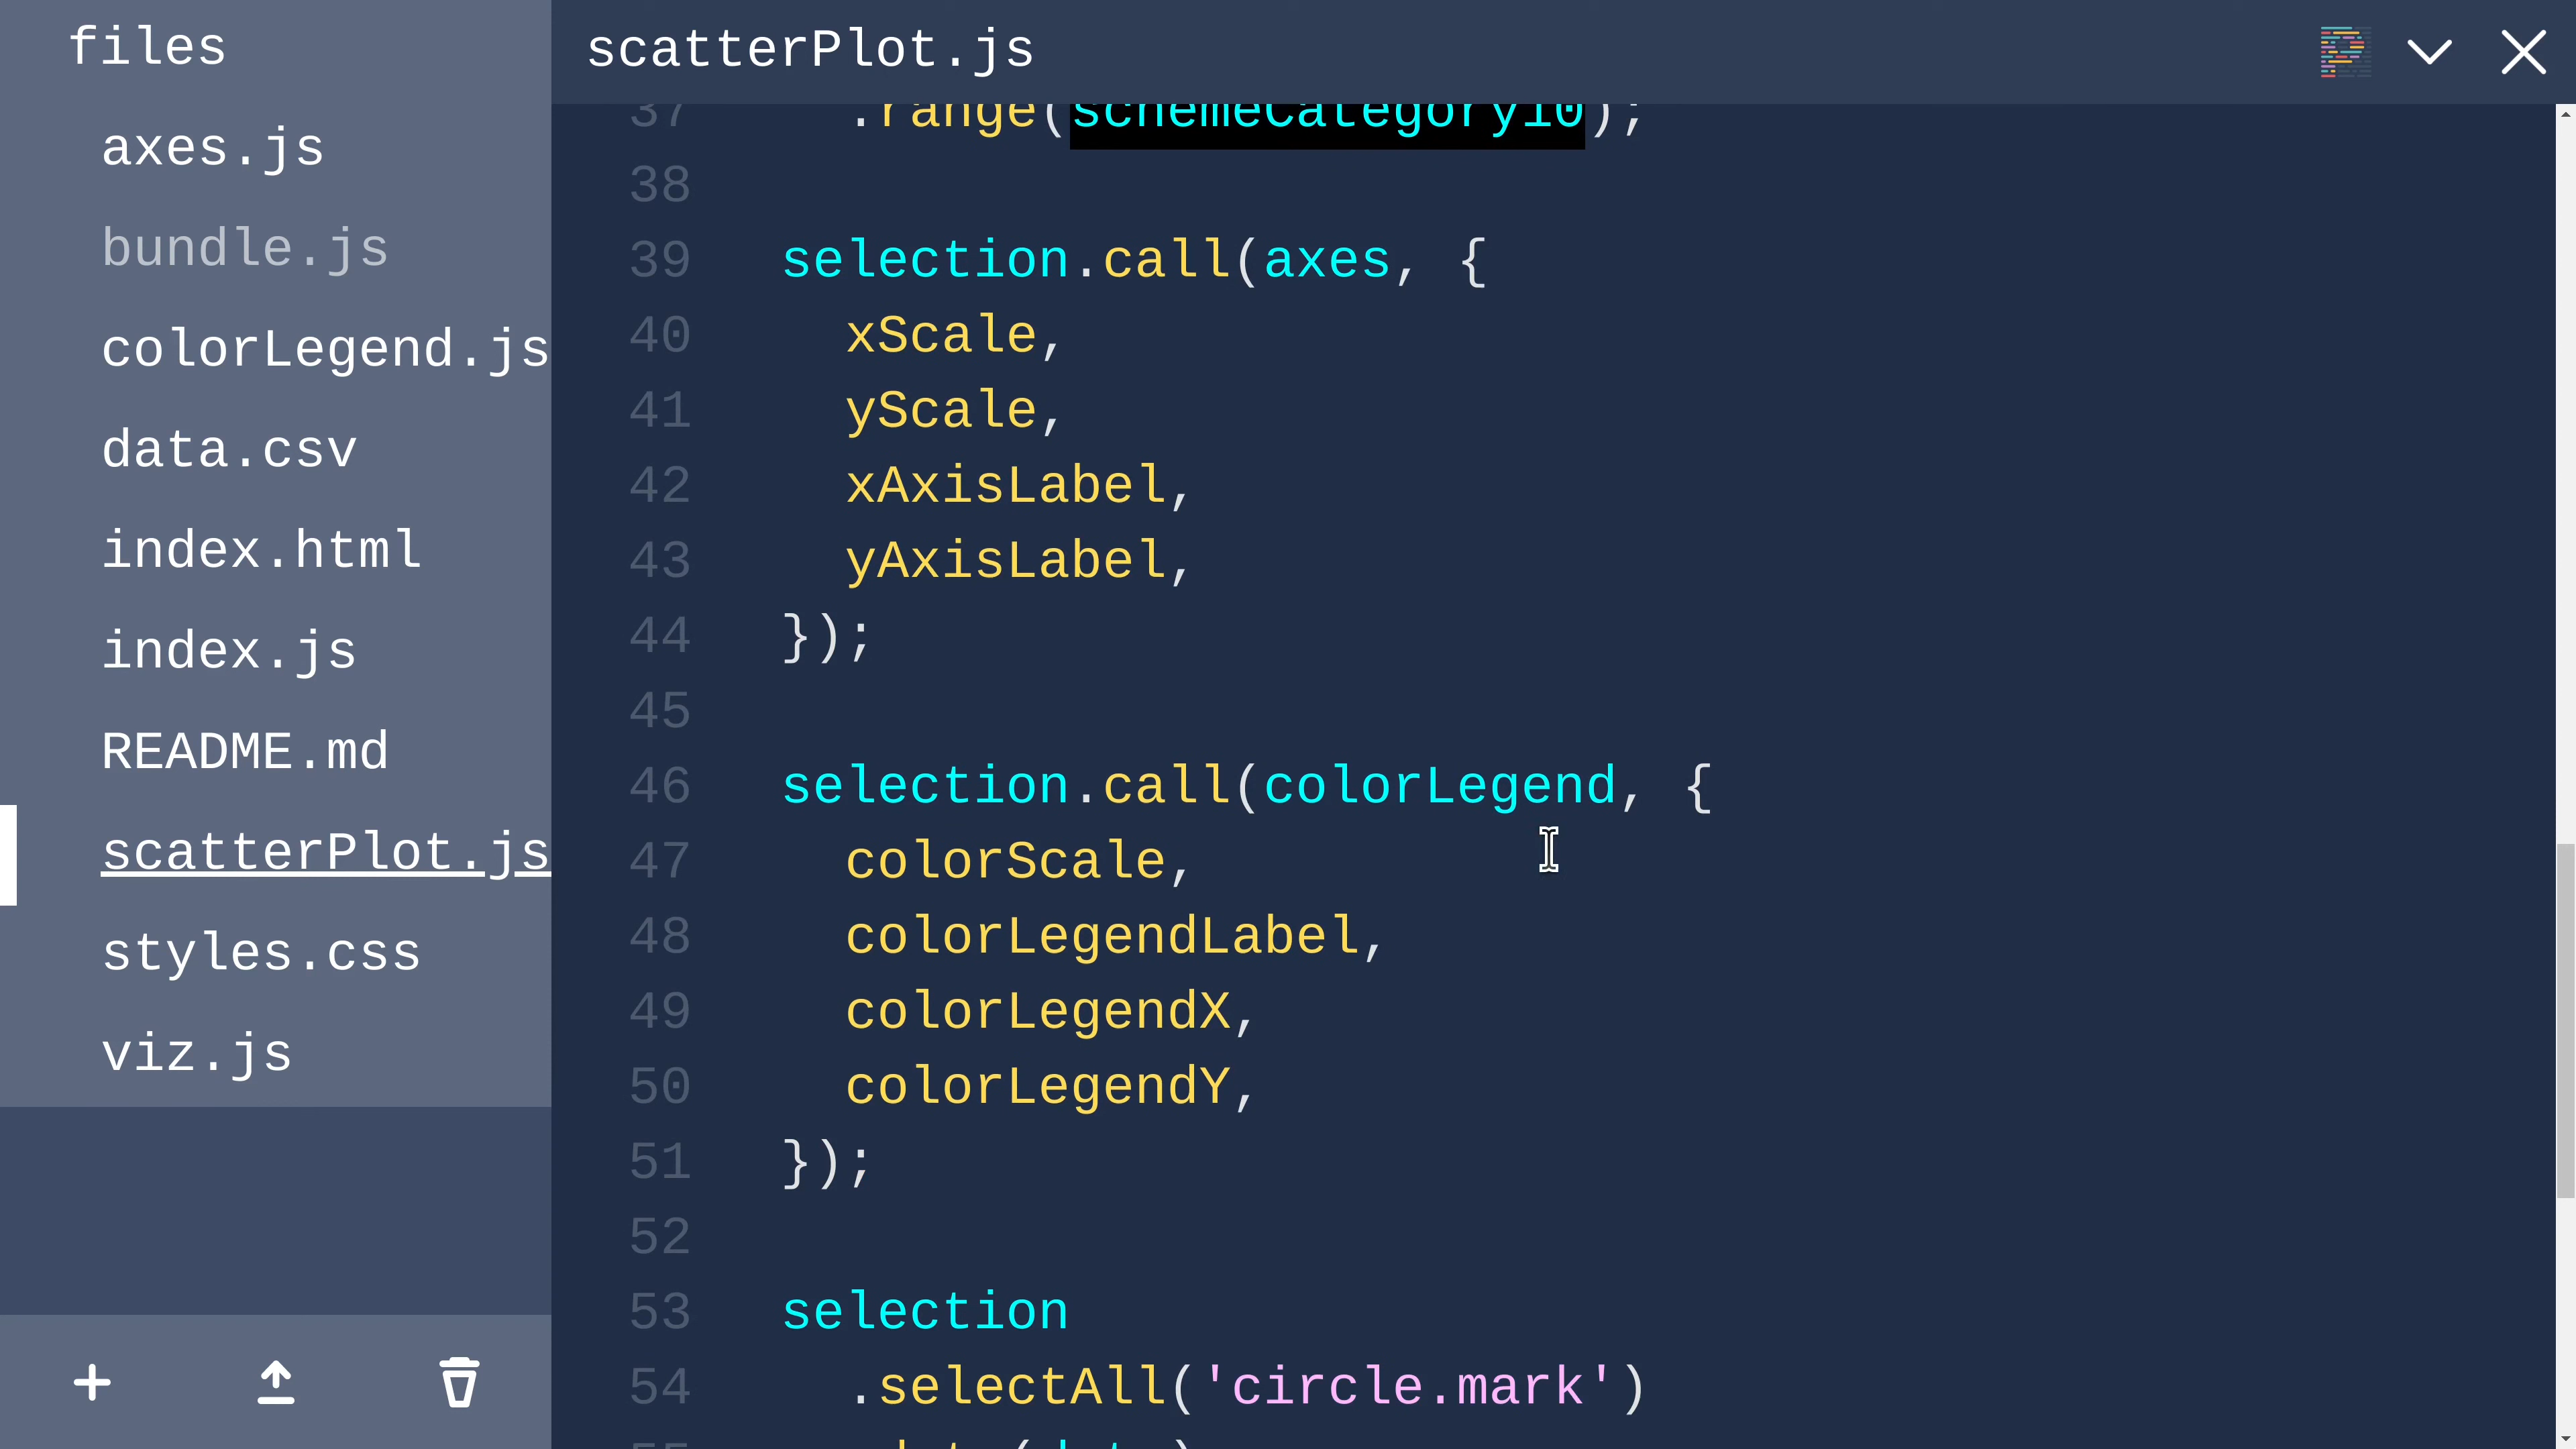 files
axes.js
bundle.js
colorLegend.js
data.csv
index.html
index.js
README.md
scatterPlot.js
styles.css
viz.js
scatterPlot.js
37 .range(schemeCategory10);
38
39 selection.call(axes, {
40 xScale,
41 yScale,
42 xAxisLabel,
43 yAxisLabel,
44 });
45
46 selection.call(colorLegend, {
47 colorScale,
48 colorLegendLabel,
49 colorLegendX,
50 colorLegendY,
51 });
52
53 selection
54 .selectAll('circle.mark')